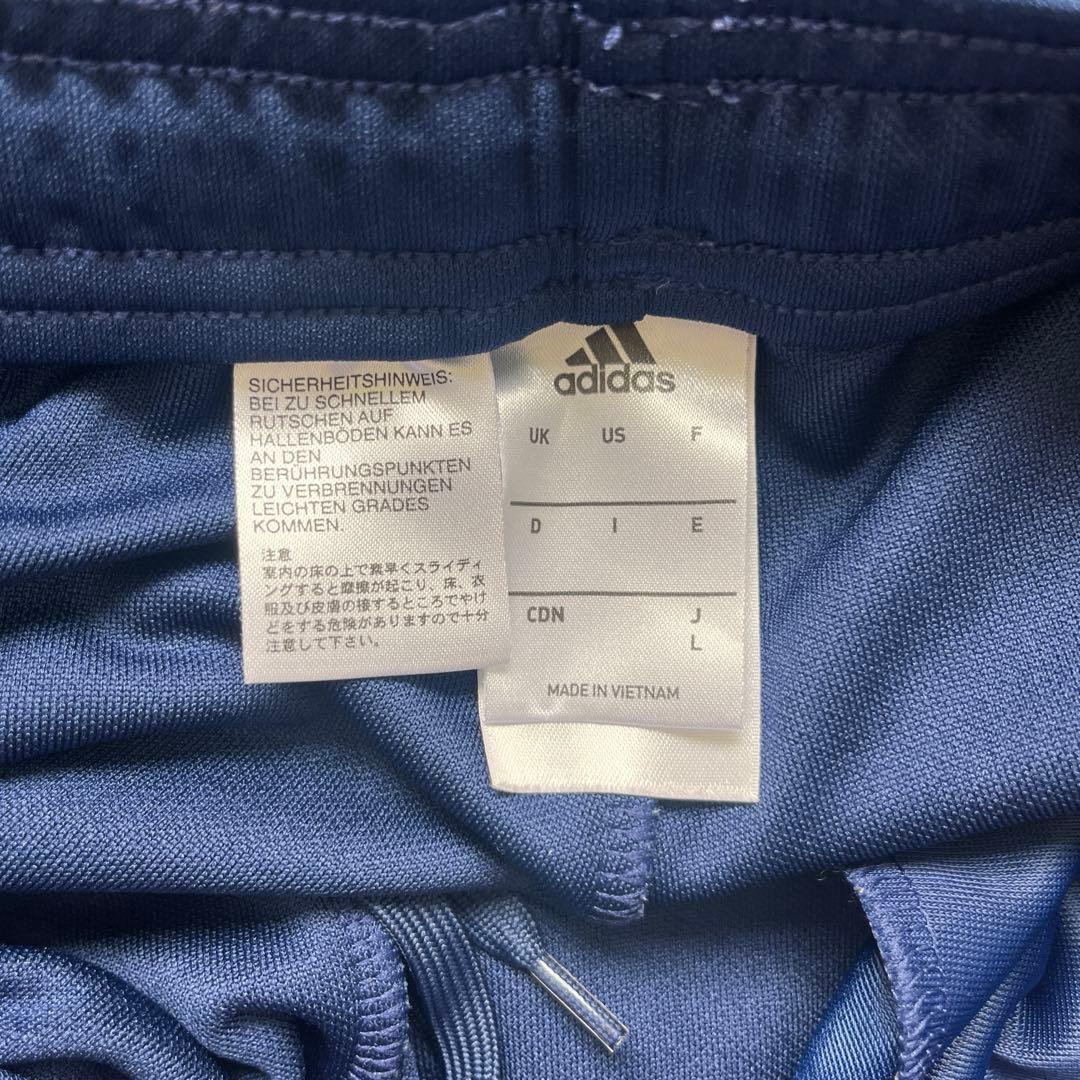 SICHERHEITSHINWEIS:
BEI ZU SCHNELLEM
RUTSCHEN AUF
HALLENBÖDEN KANN ES
AN DEN
BERÜHRUNGSPUNKTEN
ZU VERBRENNUNGEN
LEICHTEN GRADES
KOMMEN.
注意
室内の床の上で素早くスライディ
ングすると摩擦が起こり、床、衣
服及び皮膚の接するところでやけ
どをする危険がありますので十分
注意して下さい。
adidas
UK US F
D I E
CDN J
L
MADE IN VIETNAM